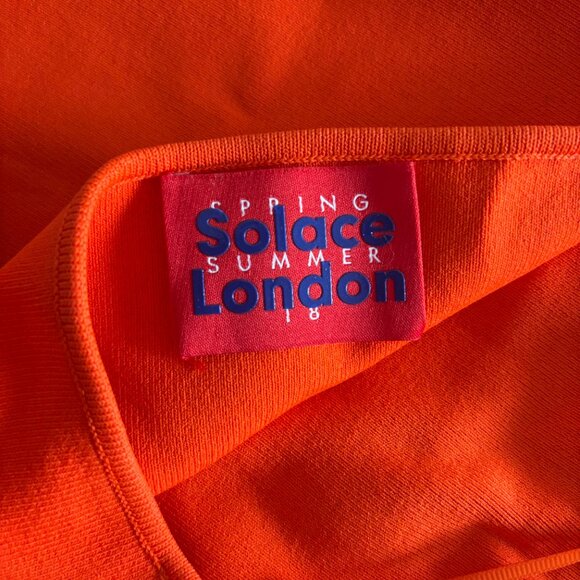 SPRING
Solace
SUMMER
London
18